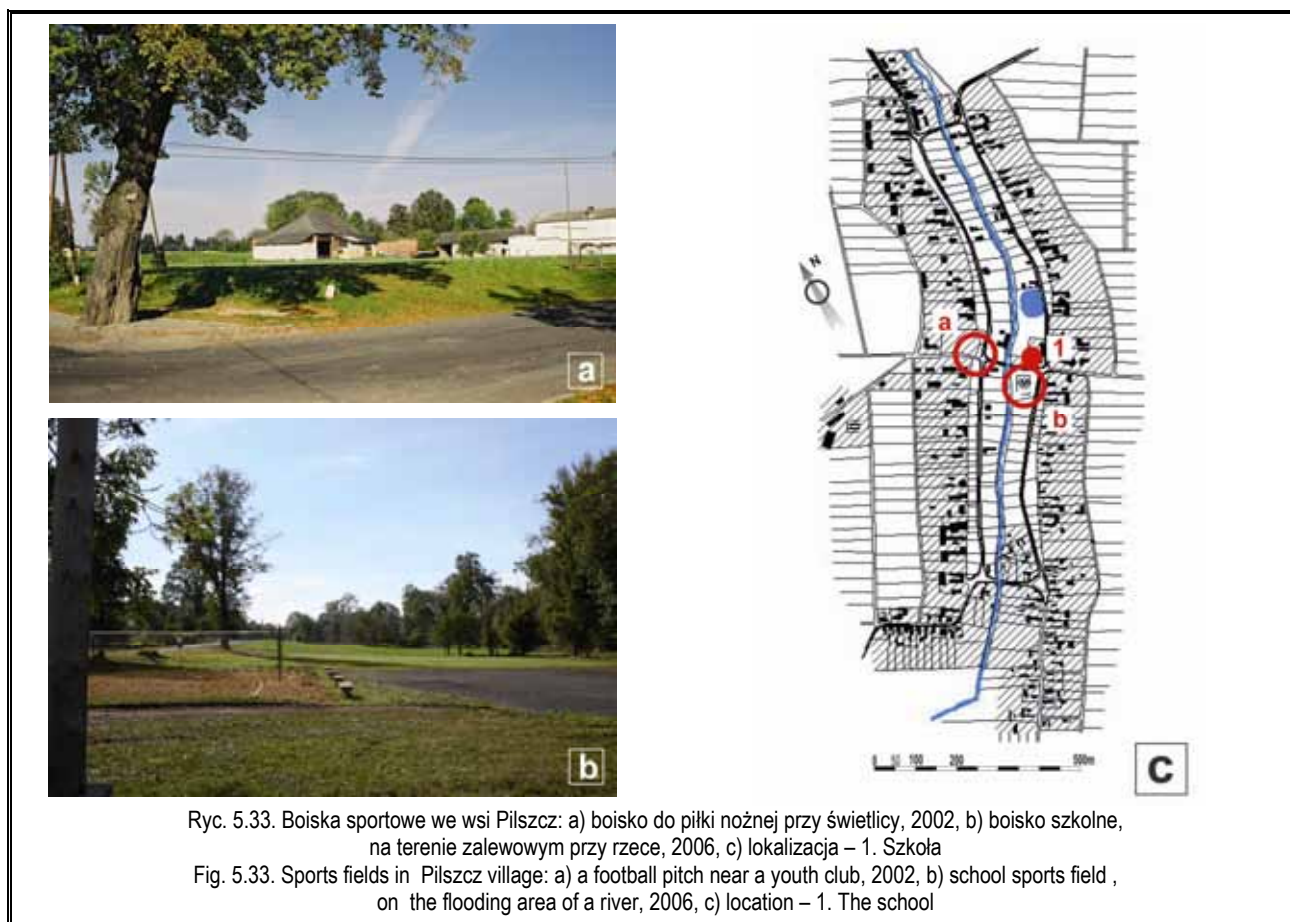 a
b
N
a
1
b
0 50 100 200 500m
c
Ryc. 5.33. Boiska sportowe we wsi Pilszcz: a) boisko do piłki nożnej przy świetlicy, 2002, b) boisko szkolne,
na terenie zalewowym przy rzece, 2006, c) lokalizacja – 1. Szkoła
Fig. 5.33. Sports fields in Pilszcz village: a) a football pitch near a youth club, 2002, b) school sports field ,
on the flooding area of a river, 2006, c) location – 1. The school